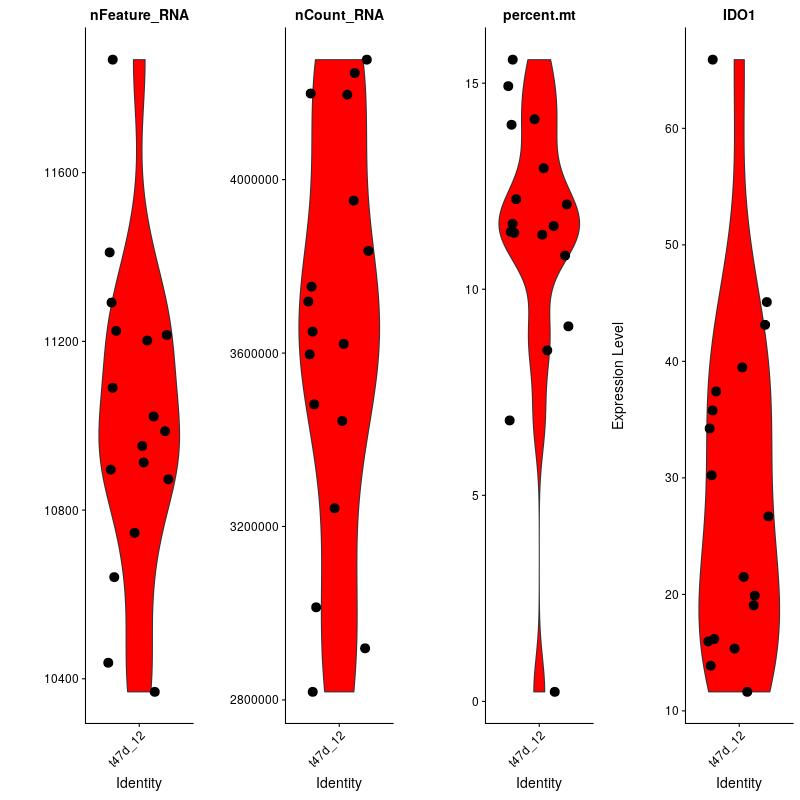 nFeature_RNA
11600
11200
10800
10400
t47d_12
Identity
nCount_RNA
4000000
3600000
3200000
2800000
t47d_12
Identity
percent.mt
15
10
5
0
t47d_12
Identity
IDO1
Expression Level
60
50
40
30
20
10
t47d_12
Identity